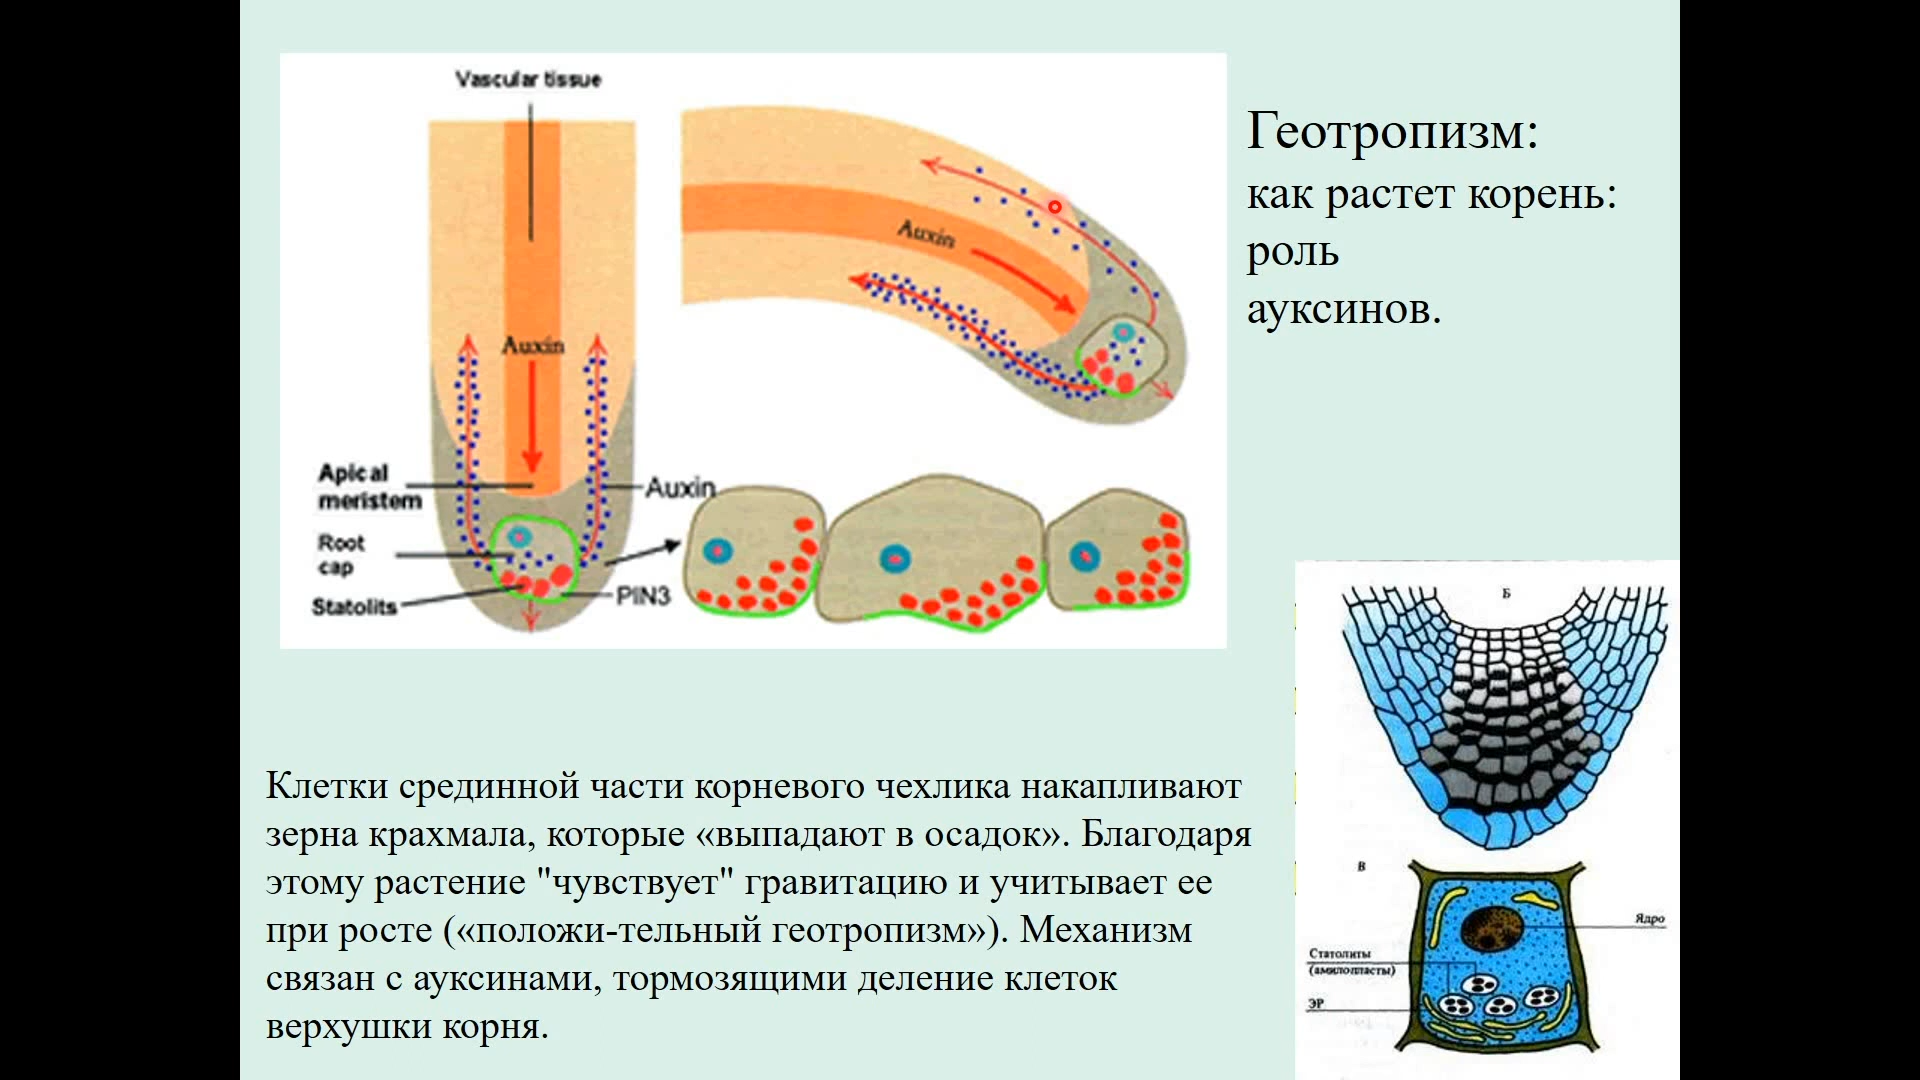 Vascular tissue
Auxin
Auxin
Apical
meristem
Auxin
Root
cap
Statolits
PIN3
Геотропизм:
как растет корень:
роль
ауксинов.
Клетки срединной части корневого чехлика накапливают
зерна крахмала, которые «выпадают в осадок». Благодаря
этому растение "чувствует" гравитацию и учитывает ее
при росте («положи-тельный геотропизм»). Механизм
связан с ауксинами, тормозящими деление клеток
верхушки корня.
Б
В
Ядро
Статолиты
(амилопласты)
ЭР